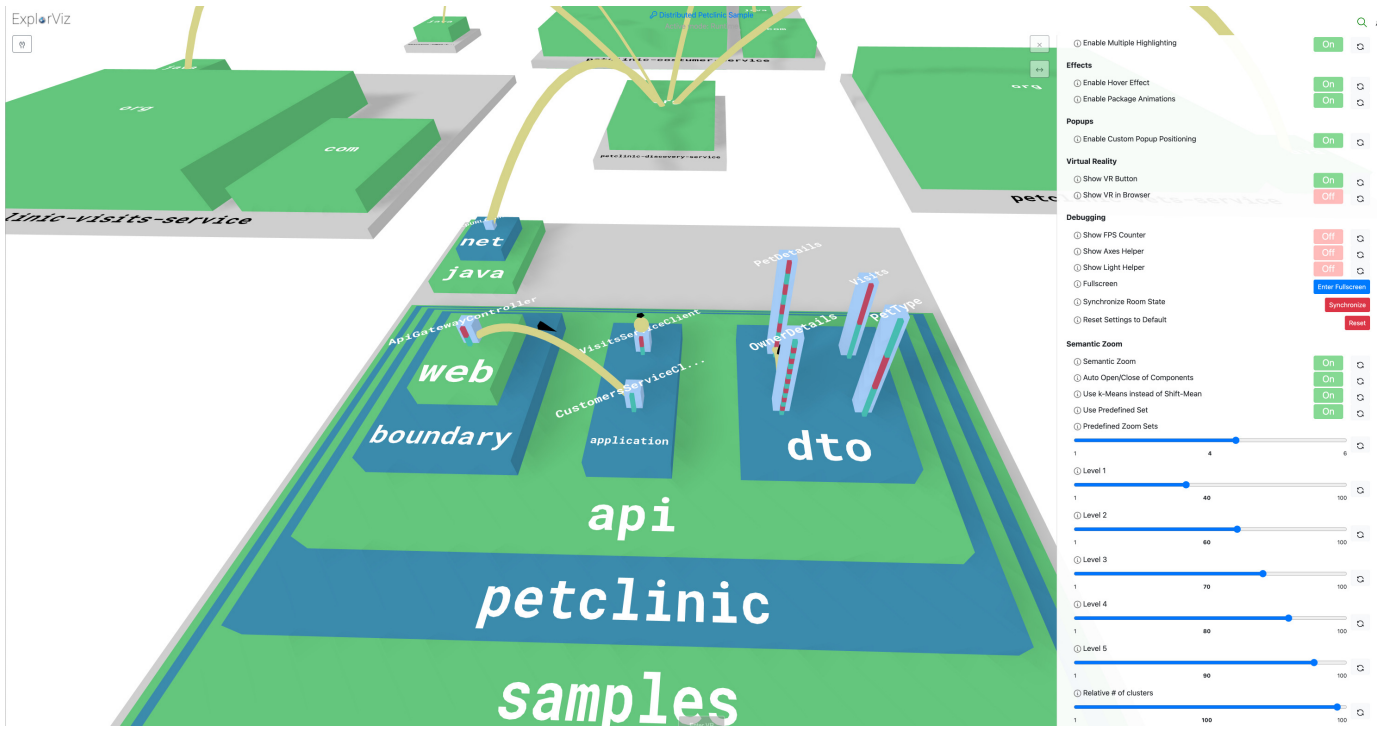 ExplorViz
Distributed Petclinic Sample
java
com
petclinic-costumer-service
org
com
linic-visits-service
petclinic-discovery-service
org
petc
net
java
PetDetails
Visits
PetType
OwnerDetails
ApiGatewayController
VisitsServiceClient
CustomersServiceCl...
web
boundary
application
dto
api
petclinic
samples
Enable Multiple Highlighting On
Effects
Enable Hover Effect On
Enable Package Animations On
Popups
Enable Custom Popup Positioning On
Virtual Reality
Show VR Button On
Show VR in Browser Off
Debugging
Show FPS Counter Off
Show Axes Helper Off
Show Light Helper Off
Fullscreen Enter Fullscreen
Synchronize Room State Synchronize
Reset Settings to Default Reset
Semantic Zoom
Semantic Zoom On
Auto Open/Close of Components On
Use k-Means instead of Shift-Mean On
Use Predefined Set On
Predefined Zoom Sets
1 4 6
Level 1
1 40 100
Level 2
1 60 100
Level 3
1 70 100
Level 4
1 80 100
Level 5
1 90 100
Relative # of clusters
1 100 100